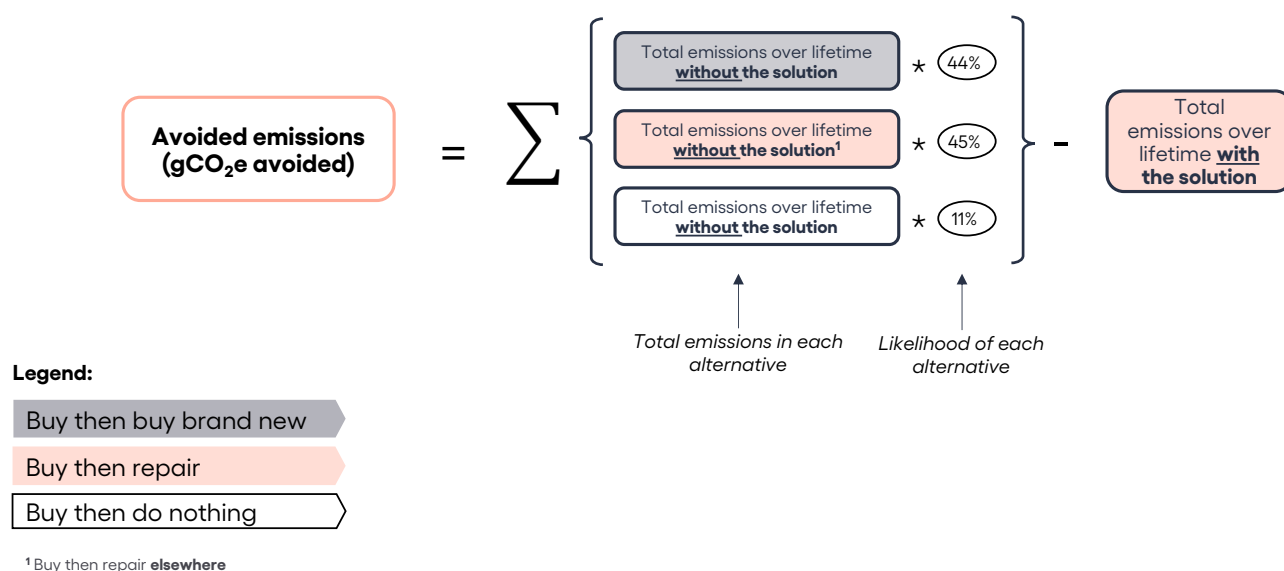 Total emissions over lifetime
without the solution
* 44%
Avoided emissions
(gCO₂e avoided)
=
∑
Total emissions over lifetime
without the solution¹
* 45%
-
Total
emissions over
lifetime with
the solution
Total emissions over lifetime
without the solution
* 11%
Total emissions in each
alternative
Likelihood of each
alternative
Legend:
Buy then buy brand new
Buy then repair
Buy then do nothing
¹ Buy then repair elsewhere